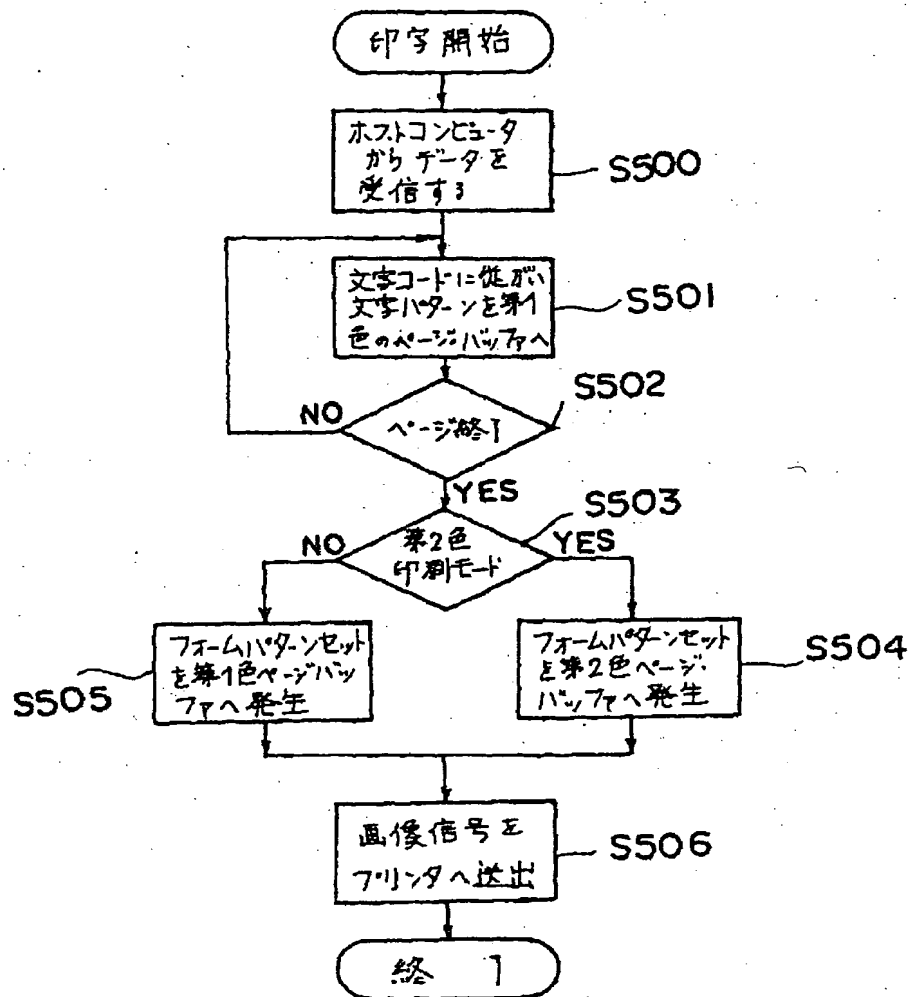 印字開始
ホストコンピュータ
からデータを
受信する
S500
文字コードに従がい
文字パターンを第1
色のページ・バッファへ
S501
S502
NO
ページ終了
YES
S503
NO
第2色
YES
印刷モード
フォームパターンセット
を第1色ページバッ
ファへ発生
S505
フォームパターンセット
を第2色ページ・
バッファへ発生
S504
画像信号を
プリンタへ送出
S506
終 了